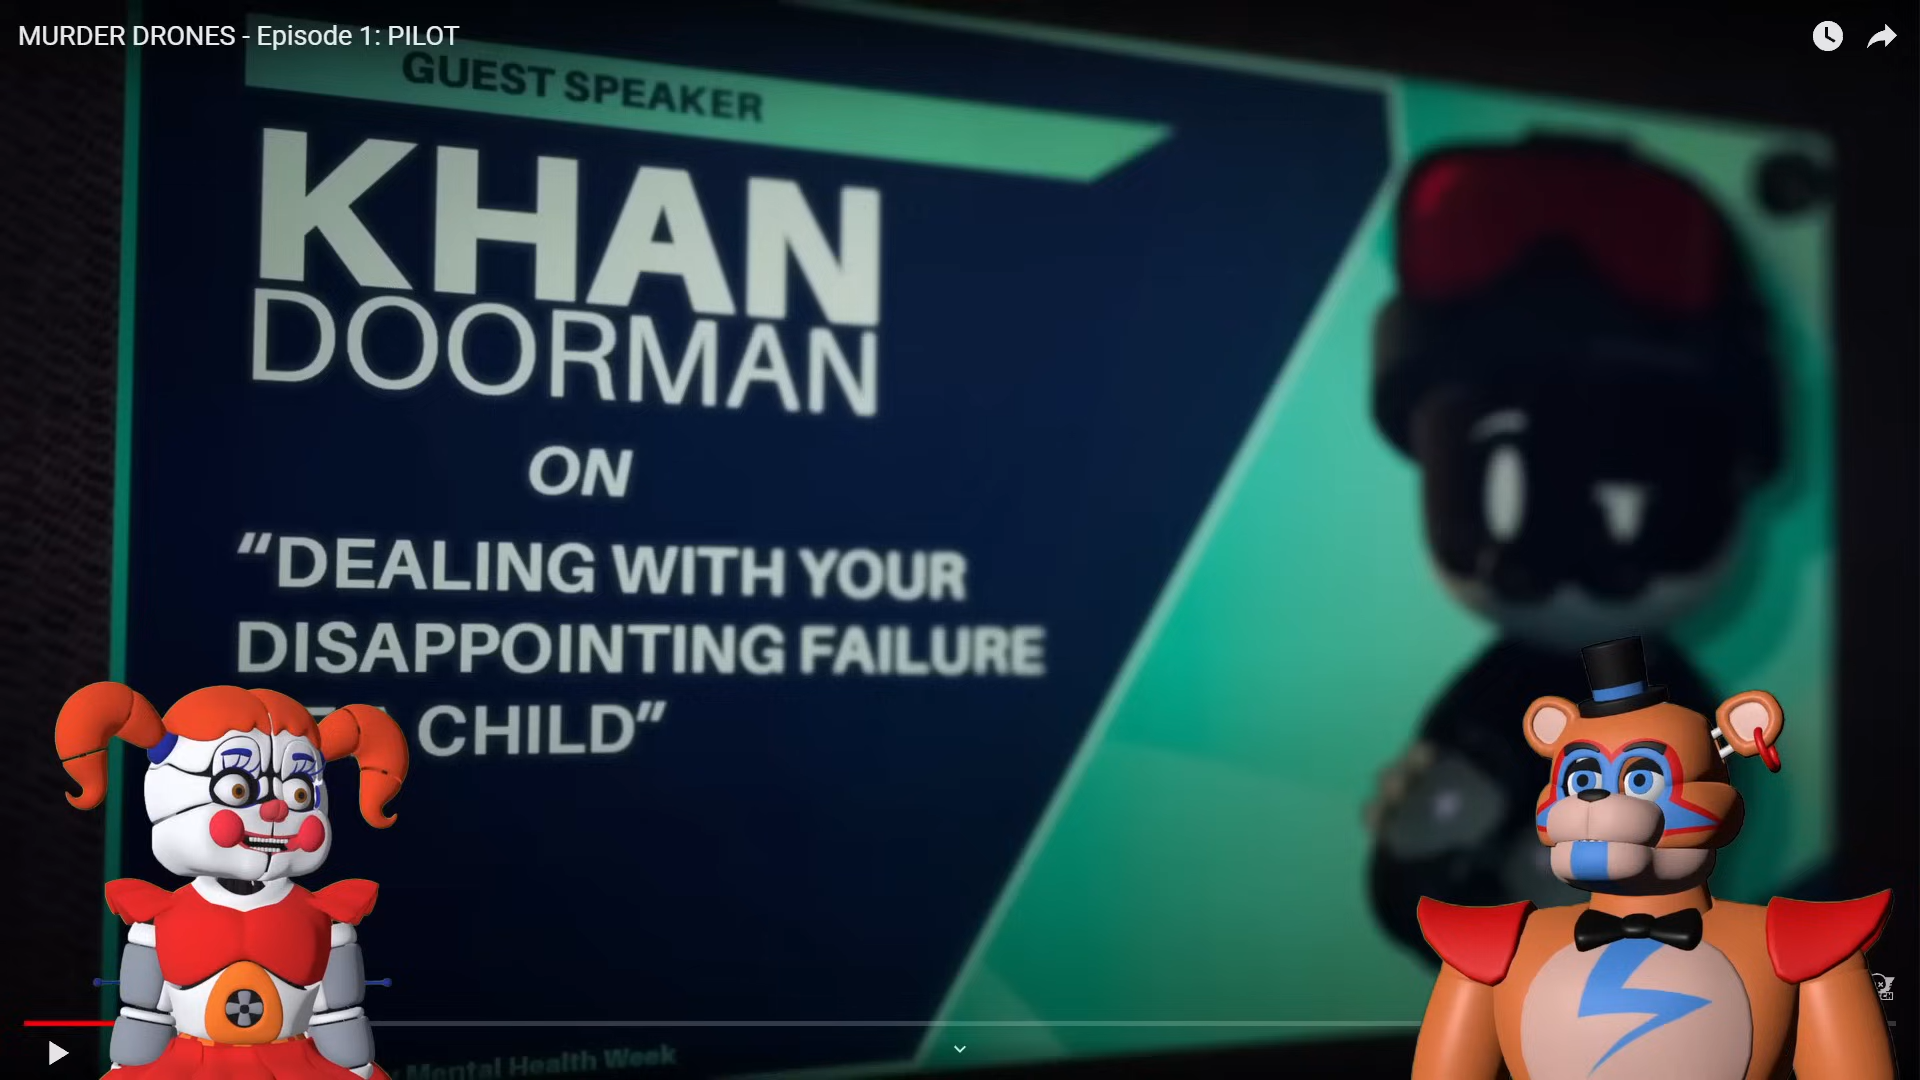 MURDER DRONES - Episode 1: PILOT
GUEST SPEAKER
KHAN
DOORMAN
ON
“DEALING WITH YOUR
DISAPPOINTING FAILURE
A CHILD”
Mental Health Week